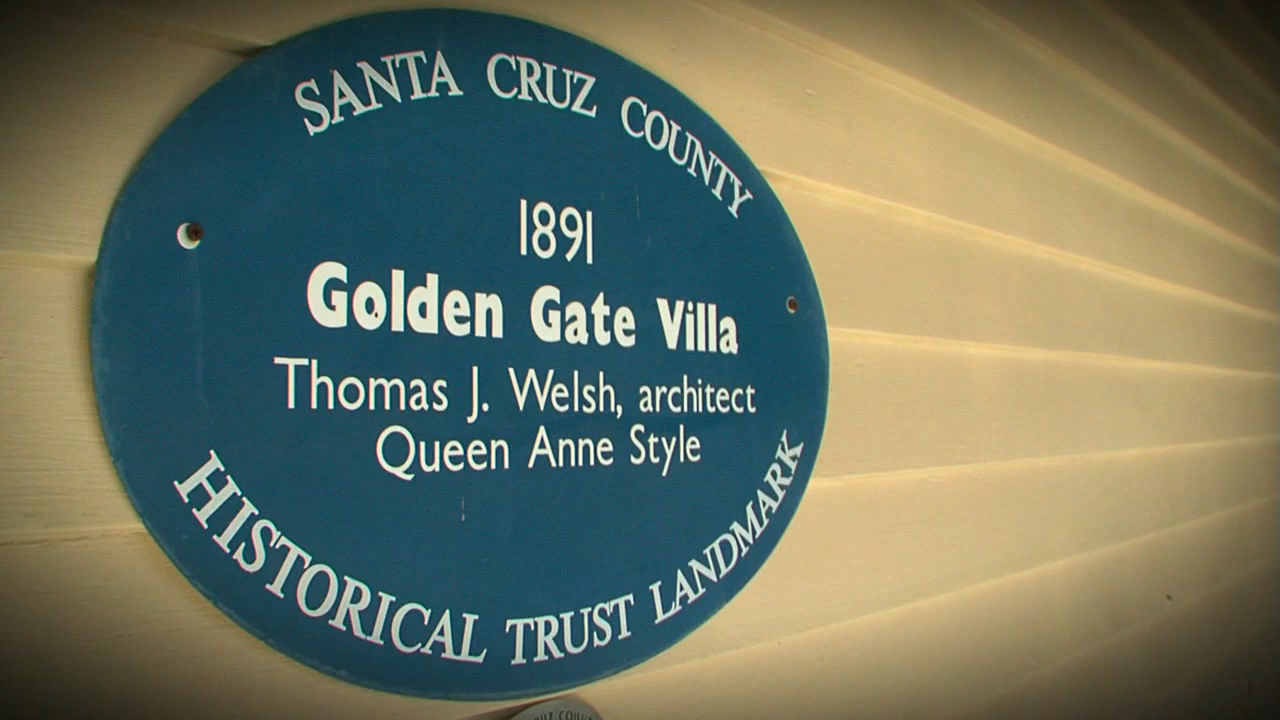 SANTA CRUZ COUNTY
1891
Golden Gate Villa
Thomas J. Welsh, architect
Queen Anne Style
HISTORICAL TRUST LANDMARK